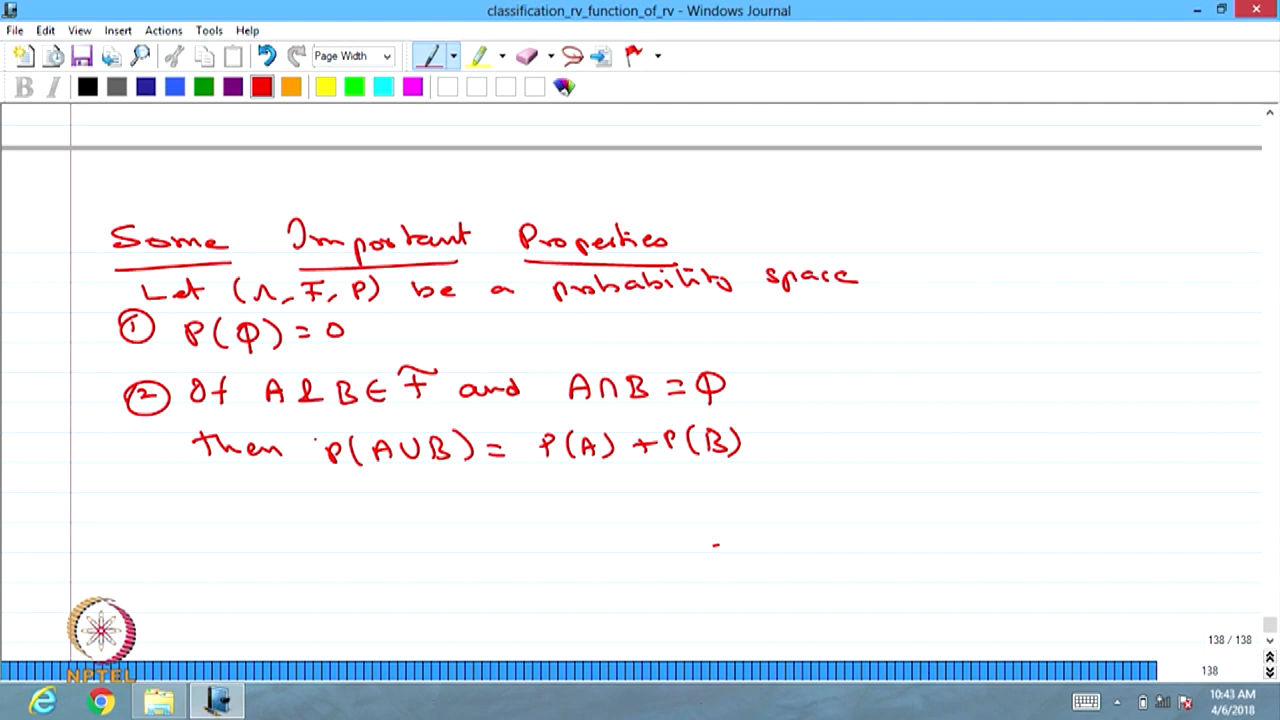 classification_rv_function_of_rv - Windows Journal
File Edit View Insert Actions Tools Help
Page Width
B I
Some Important Properties
Let (Ω, F, P) be a probability space
① P(Φ) = 0
② If A & B ∈ F and A ∩ B = Φ
then P(A ∪ B) = P(A) + P(B)
138 / 138
138
NPTEL
10:43 AM
4/6/2018